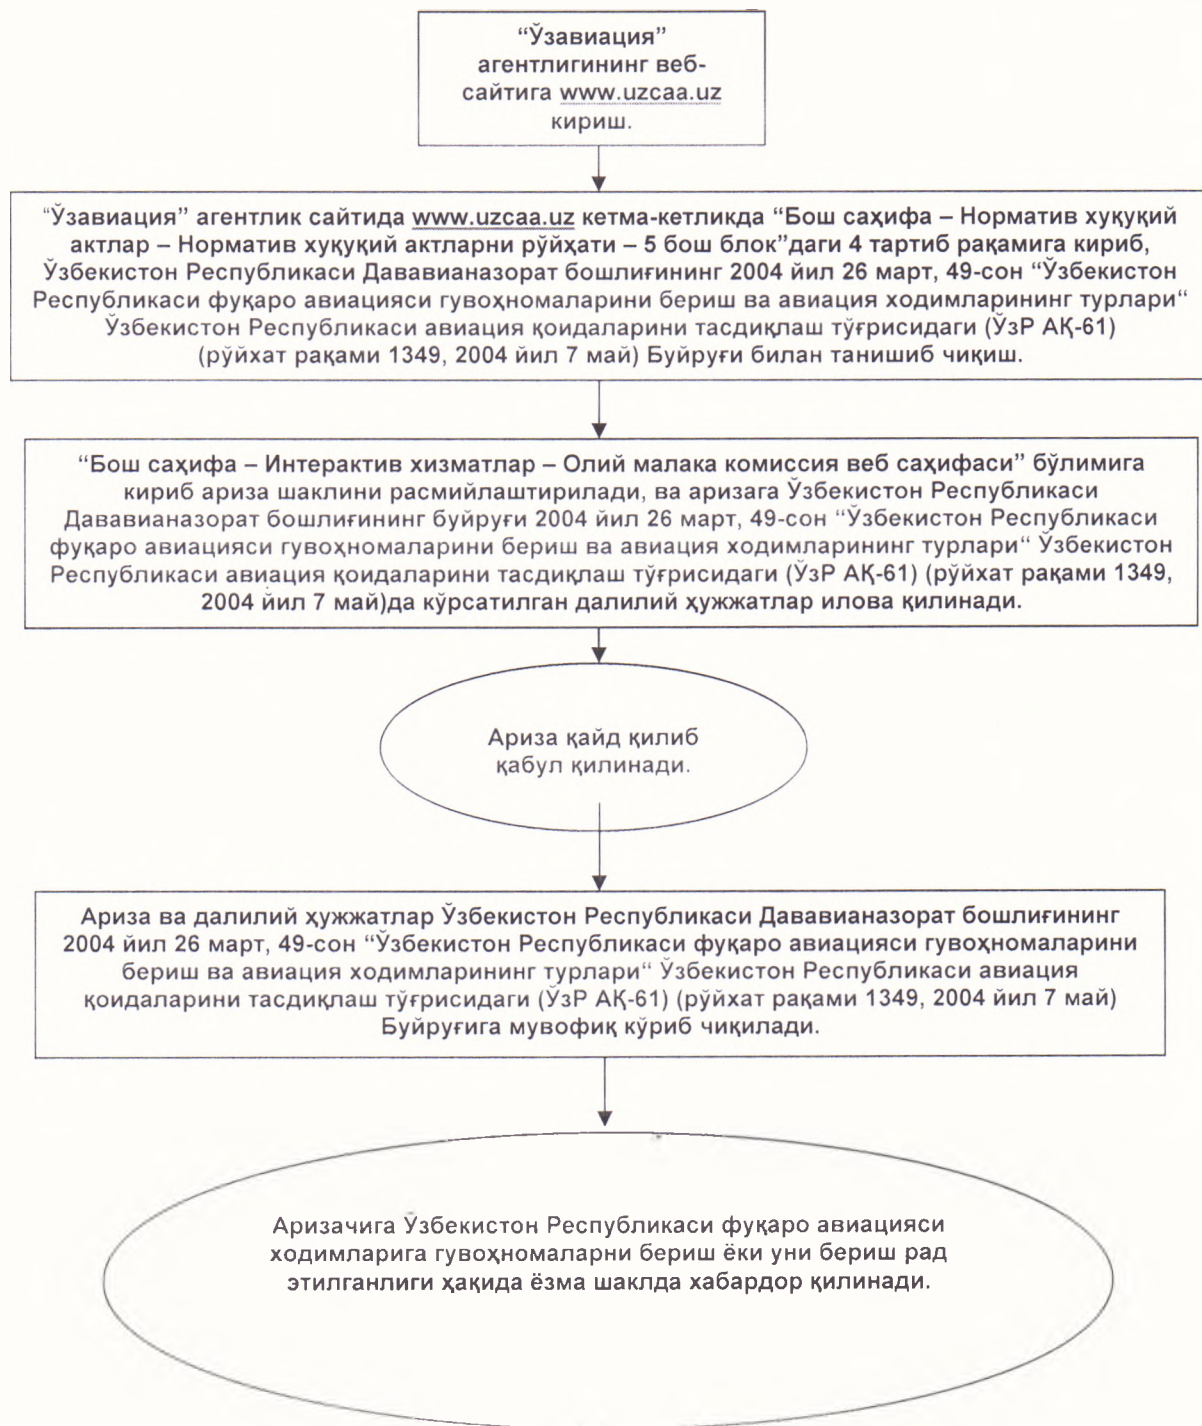 “Ўзавиация”
агентлигининг веб-
сайтига www.uzcaa.uz
кириш.
“Ўзавиация” агентлик сайтида www.uzcaa.uz кетма-кетликда “Бош саҳифа – Норматив хуқуқий
актлар – Норматив хуқуқий актларни рўйҳати – 5 бош блок”даги 4 тартиб рақамига кириб,
Ўзбекистон Республикаси Дававианазорат бошлиғининг 2004 йил 26 март, 49-сон “Ўзбекистон
Республикаси фуқаро авиацияси гувоҳномаларини бериш ва авиация ходимларининг турлари“
Ўзбекистон Республикаси авиация қоидаларини тасдиқлаш тўғрисидаги (ЎзР АҚ-61)
(рўйхат рақами 1349, 2004 йил 7 май) Буйруғи билан танишиб чиқиш.
“Бош саҳифа – Интерактив хизматлар – Олий малака комиссия веб саҳифаси” бўлимига
кириб ариза шаклини расмийлаштирилади, ва аризага Ўзбекистон Республикаси
Дававианазорат бошлиғининг буйруғи 2004 йил 26 март, 49-сон “Ўзбекистон Республикаси
фуқаро авиацияси гувоҳномаларини бериш ва авиация ходимларининг турлари“ Ўзбекистон
Республикаси авиация қоидаларини тасдиқлаш тўғрисидаги (ЎзР АҚ-61) (рўйхат рақами 1349,
2004 йил 7 май)да кўрсатилган далилий ҳужжатлар илова қилинади.
Ариза қайд қилиб
қабул қилинади.
Ариза ва далилий ҳужжатлар Ўзбекистон Республикаси Дававианазорат бошлиғининг
2004 йил 26 март, 49-сон “Ўзбекистон Республикаси фуқаро авиацияси гувоҳномаларини
бериш ва авиация ходимларининг турлари“ Ўзбекистон Республикаси авиация
қоидаларини тасдиқлаш тўғрисидаги (ЎзР АҚ-61) (рўйхат рақами 1349, 2004 йил 7 май)
Буйруғига мувофиқ кўриб чиқилади.
Аризачига Ўзбекистон Республикаси фуқаро авиацияси
ходимларига гувоҳномаларни бериш ёки уни бериш рад
этилганлиги ҳақида ёзма шаклда хабардор қилинади.